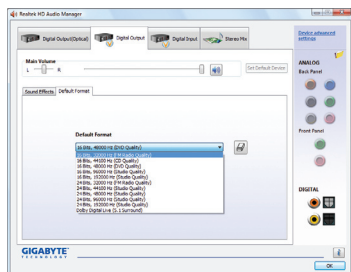 Realtek HD Audio Manager
Digital Output(Optical)
Digital Output
Digital Input
Stereo Mix
Device advanced
settings
Main Volume
L
R
Set Default Device
ANALOG
Back Panel
Sound Effects
Default Format
Default Format
16 Bits, 48000 Hz (DVD Quality)
16 Bits, 44100 Hz (CD Quality)
16 Bits, 48000 Hz (DVD Quality)
16 Bits, 96000 Hz (Studio Quality)
16 Bits, 192000 Hz (Studio Quality)
24 Bits, 32000 Hz (FM Radio Quality)
24 Bits, 44100 Hz (Studio Quality)
24 Bits, 48000 Hz (Studio Quality)
24 Bits, 96000 Hz (Studio Quality)
24 Bits, 192000 Hz (Studio Quality)
Dolby Digital Live (5.1 Surround)
Front Panel
DIGITAL
GIGABYTE
TECHNOLOGY
OK